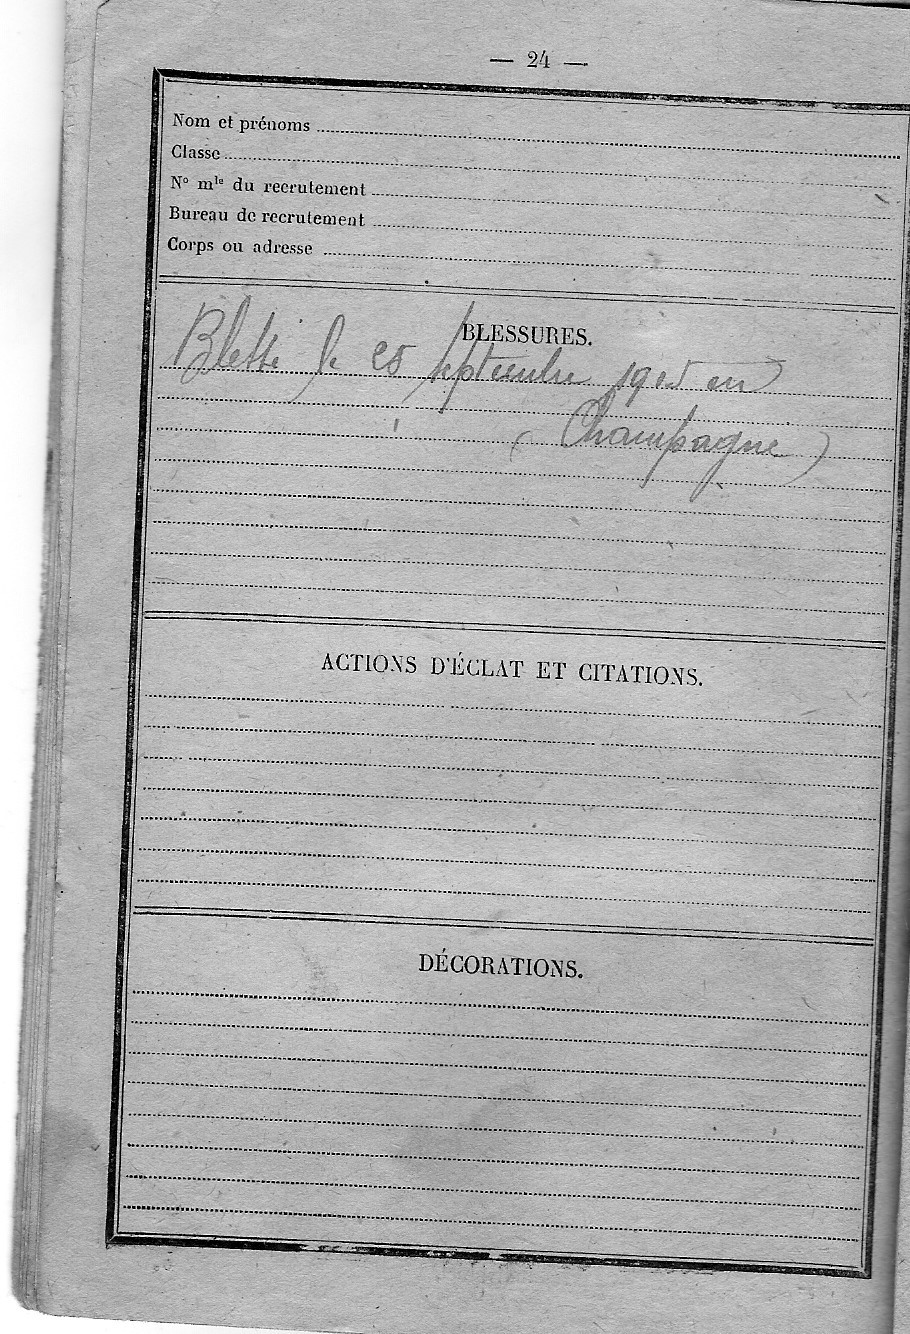 — 24 —
Nom et prénoms
Classe
N° mle du recrutement
Bureau de recrutement
Corps ou adresse
BLESSURES.
Blessé le 25 septembre 1915 en
(Champagne)
ACTIONS D'ÉCLAT ET CITATIONS.
DÉCORATIONS.